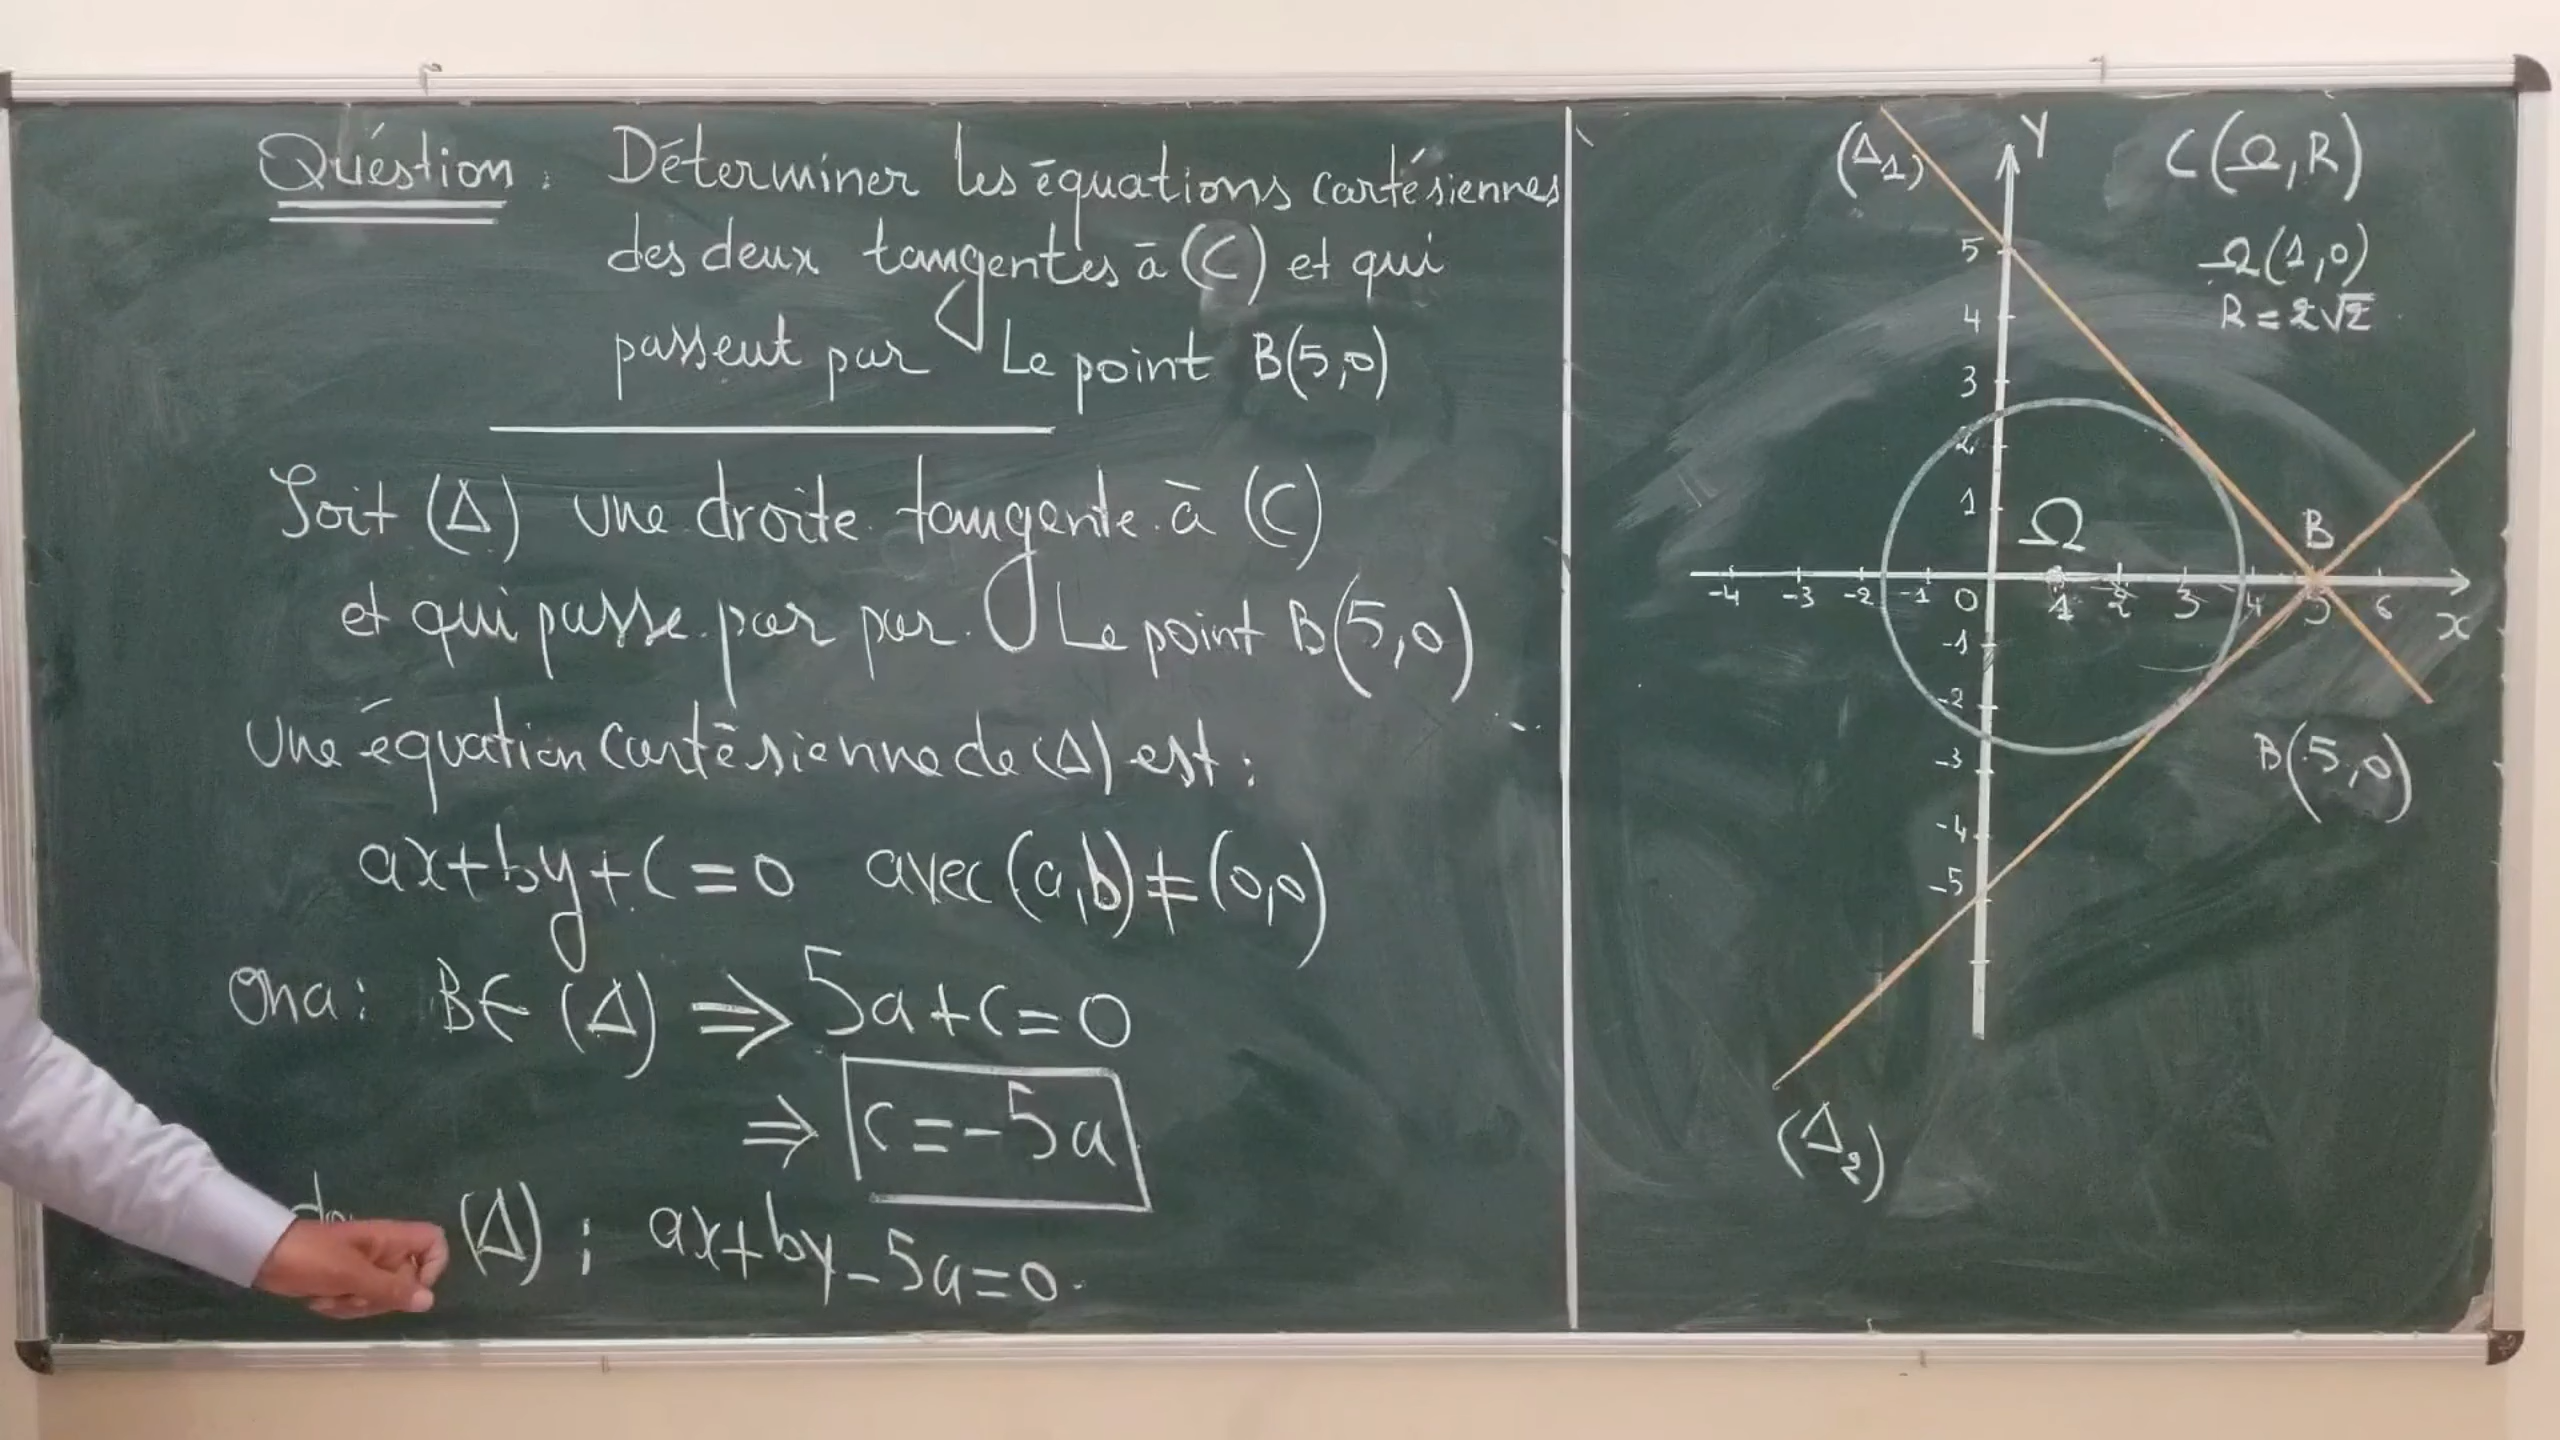 Quéstion : Déterminer les équations cartésiennes
des deux tangentes à (C) et qui
passent par Le point B(5,0)
Soit (Δ) une droite tangente à (C)
et qui passe par par Le point B(5,0)
Une équation cartésienne de (Δ) est :
ax+by+c=0 avec (a,b)≠(0,0)
On a : B∈(Δ) ⇒ 5a+c=0
⇒ c=-5a
(Δ) : ax+by-5a=0.
(Δ1)
Y
C(Ω,R)
Ω(1,0)
R=2√2
5
4
3
2
1
Ω
B
-4 -3 -2 -1 0 1 2 3 4 5 6
x
-1
-2
-3
-4
-5
B(5,0)
(Δ2)